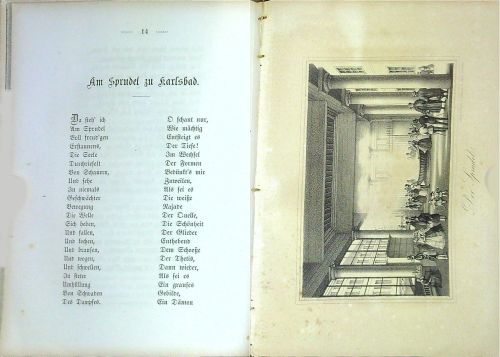 14
Am Sprudel zu Karlsbad.
Da steh' ich
Am Sprudel
Voll freud'gen
Erstaunens,
Die Seele
Durchrieselt
Von Schauern,
Und sehe
In niemals
Geschwächter
Bewegung
Die Welle
Sich heben,
Und fallen,
Und kochen,
Und brausen,
Und wogen,
Und schwellen,
In steter
Umhüllung
Von Schwaden
Des Dampfes.
O schaut nur,
Wie mächtig
Entsteigt es
Der Tiefe!
Im Wechsel
Der Formen
Bedünkt's mir
Zuweilen,
Als sei es
Die weiße
Najade
Der Quelle,
Die Schönheit
Der Glieder
Enthebend
Dem Schooße
Der Thetis,
Dann wieder,
Als sei es
Ein grauses
Gebilde,
Ein Dämon
Der Sprudel